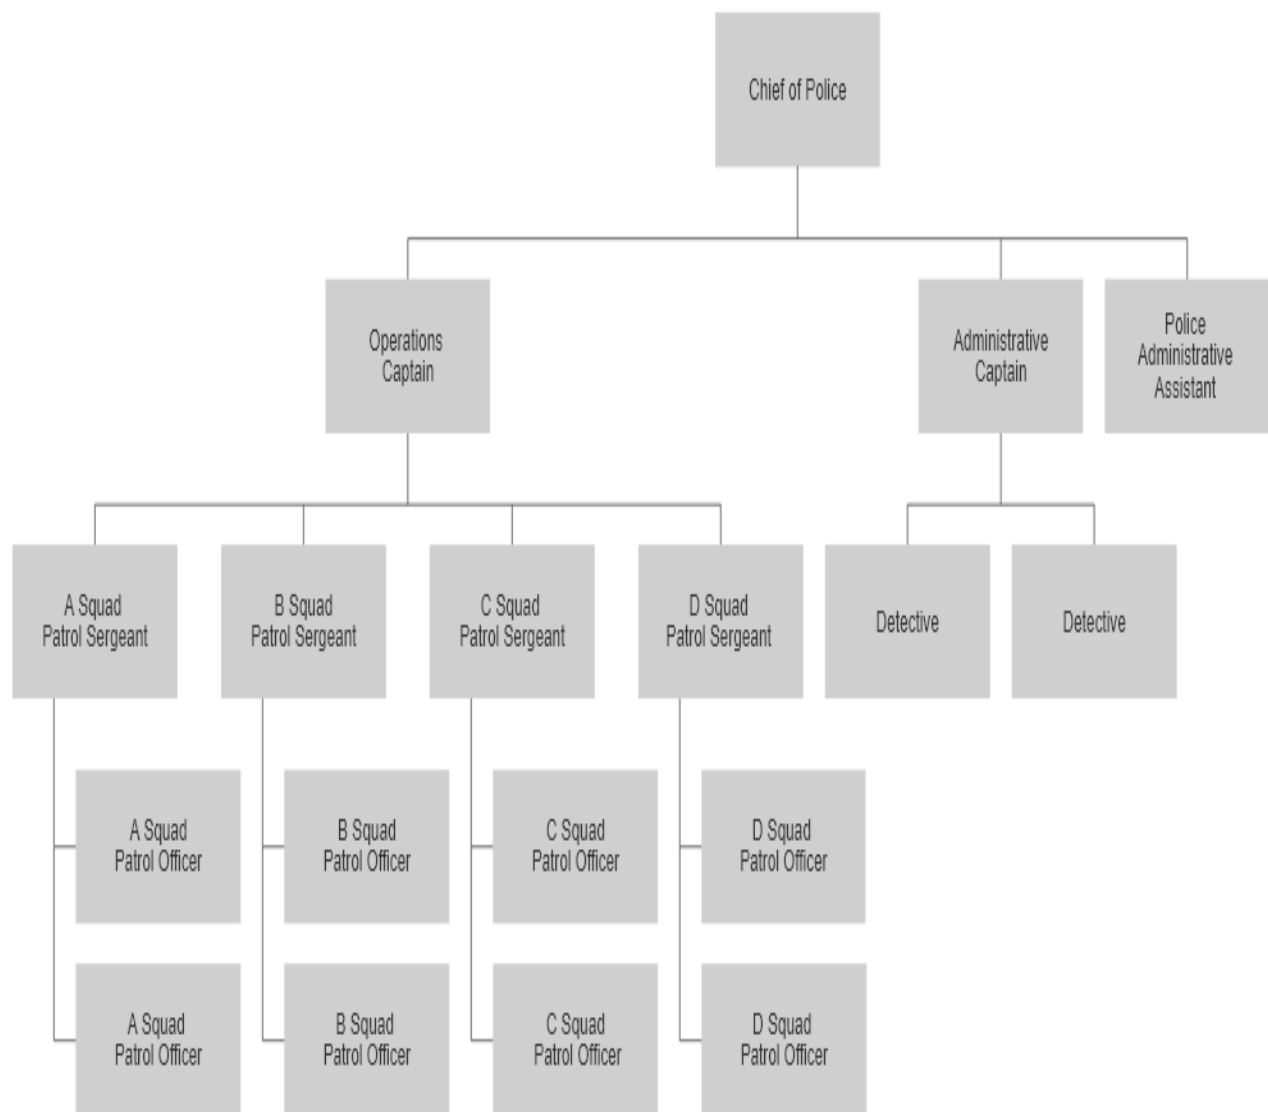 Chief of Police
Operations
Captain
Administrative
Captain
Police
Administrative
Assistant
A Squad
Patrol Sergeant
B Squad
Patrol Sergeant
C Squad
Patrol Sergeant
D Squad
Patrol Sergeant
Detective
Detective
A Squad
Patrol Officer
B Squad
Patrol Officer
C Squad
Patrol Officer
D Squad
Patrol Officer
A Squad
Patrol Officer
B Squad
Patrol Officer
C Squad
Patrol Officer
D Squad
Patrol Officer